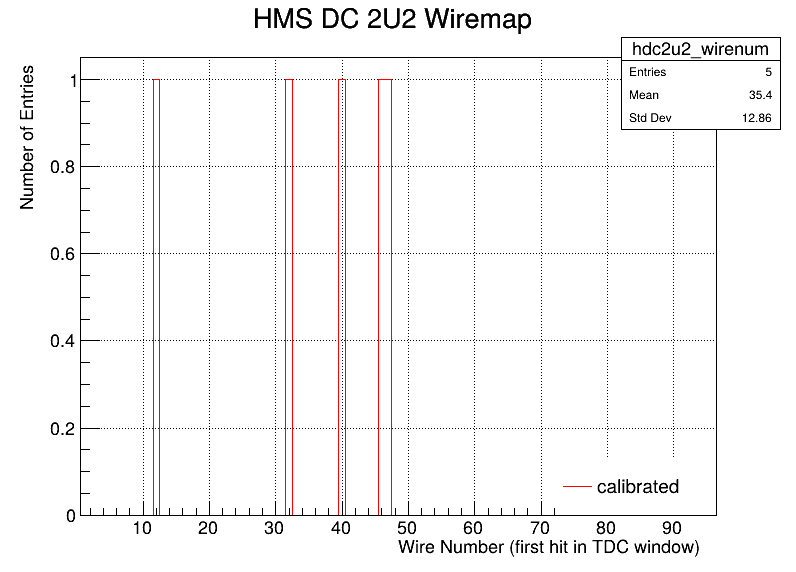 HMS DC 2U2 Wiremap
hdc2u2_wirenum
Entries 5
Mean 35.4
Std Dev 12.86
Number of Entries
1
0.8
0.6
0.4
0.2
0
calibrated
10 20 30 40 50 60 70 80 90
Wire Number (first hit in TDC window)